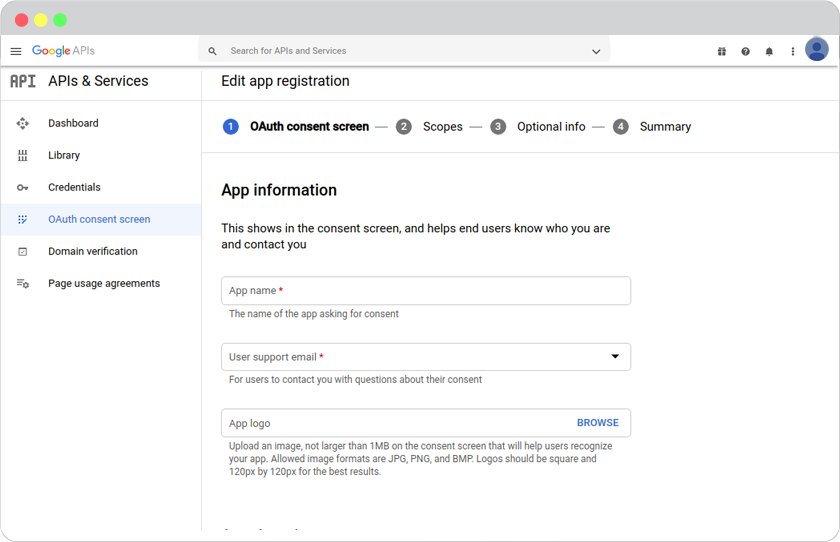 Google APIs
Search for APIs and Services
API APIs & Services
Edit app registration
Dashboard
Library
Credentials
OAuth consent screen
Domain verification
Page usage agreements
1 OAuth consent screen — 2 Scopes — 3 Optional info — 4 Summary
App information
This shows in the consent screen, and helps end users know who you are
and contact you
App name *
The name of the app asking for consent
User support email *
For users to contact you with questions about their consent
App logo BROWSE
Upload an image, not larger than 1MB on the consent screen that will help users recognize
your app. Allowed image formats are JPG, PNG, and BMP. Logos should be square and
120px by 120px for the best results.